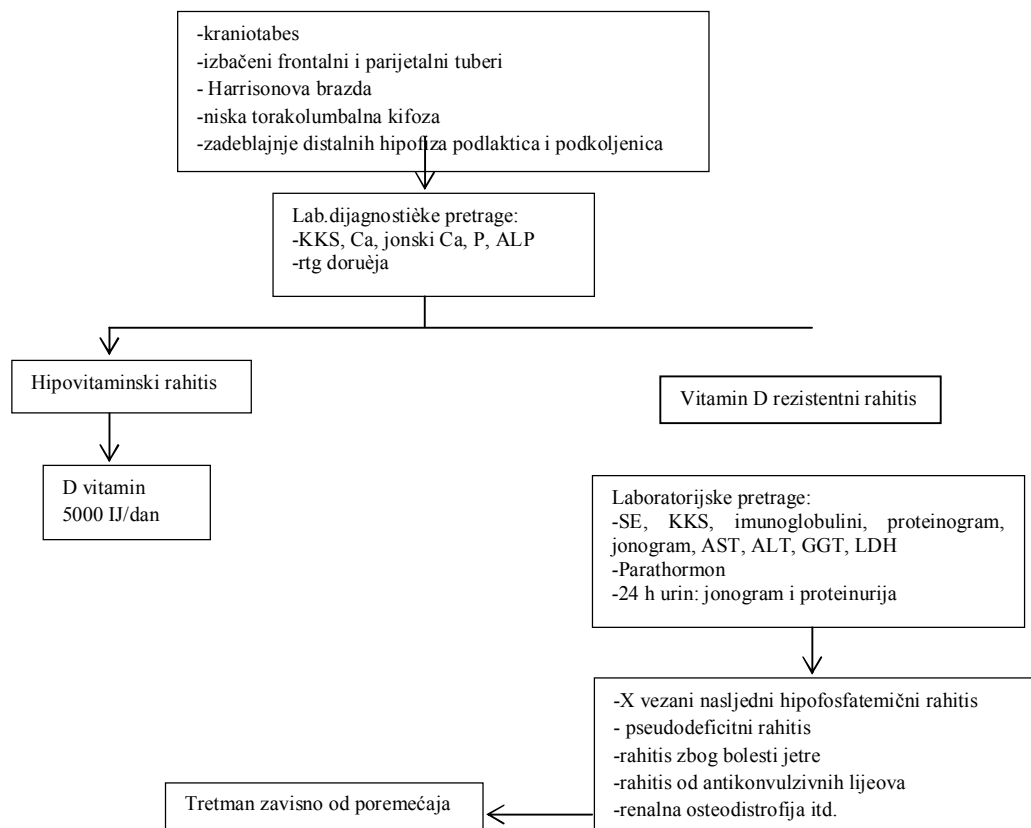 -kraniotabes
-izbačeni frontalni i parijetalni tuberi
- Harrisonova brazda
-niska torakolumbalna kifoza
-zadeblajnje distalnih hipofiza podlaktica i podkoljenica
Lab.dijagnostièke pretrage:
-KKS, Ca, jonski Ca, P, ALP
-rtg doruèja
Hipovitaminski rahitis
Vitamin D rezistentni rahitis
D vitamin
5000 IJ/dan
Laboratorijske pretrage:
-SE, KKS, imunoglobulini, proteinogram,
jonogram, AST, ALT, GGT, LDH
-Parathormon
-24 h urin: jonogram i proteinurija
-X vezani nasljedni hipofosfatemični rahitis
- pseudodeficitni rahitis
-rahitis zbog bolesti jetre
-rahitis od antikonvulzivnih lijeova
-renalna osteodistrofija itd.
Tretman zavisno od poremećaja